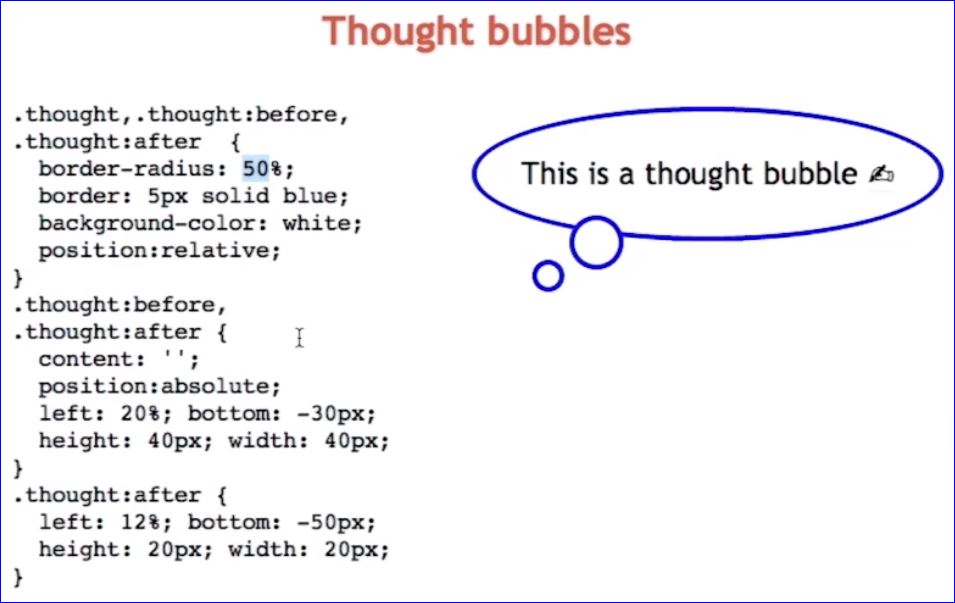 Thought bubbles
.thought,.thought:before,
.thought:after  {
  border-radius: 50%;
  border: 5px solid blue;
  background-color: white;
  position:relative;
}
.thought:before,
.thought:after {
  content: '';
  position:absolute;
  left: 20%; bottom: -30px;
  height: 40px; width: 40px;
}
.thought:after {
  left: 12%; bottom: -50px;
  height: 20px; width: 20px;
}
This is a thought bubble ✍